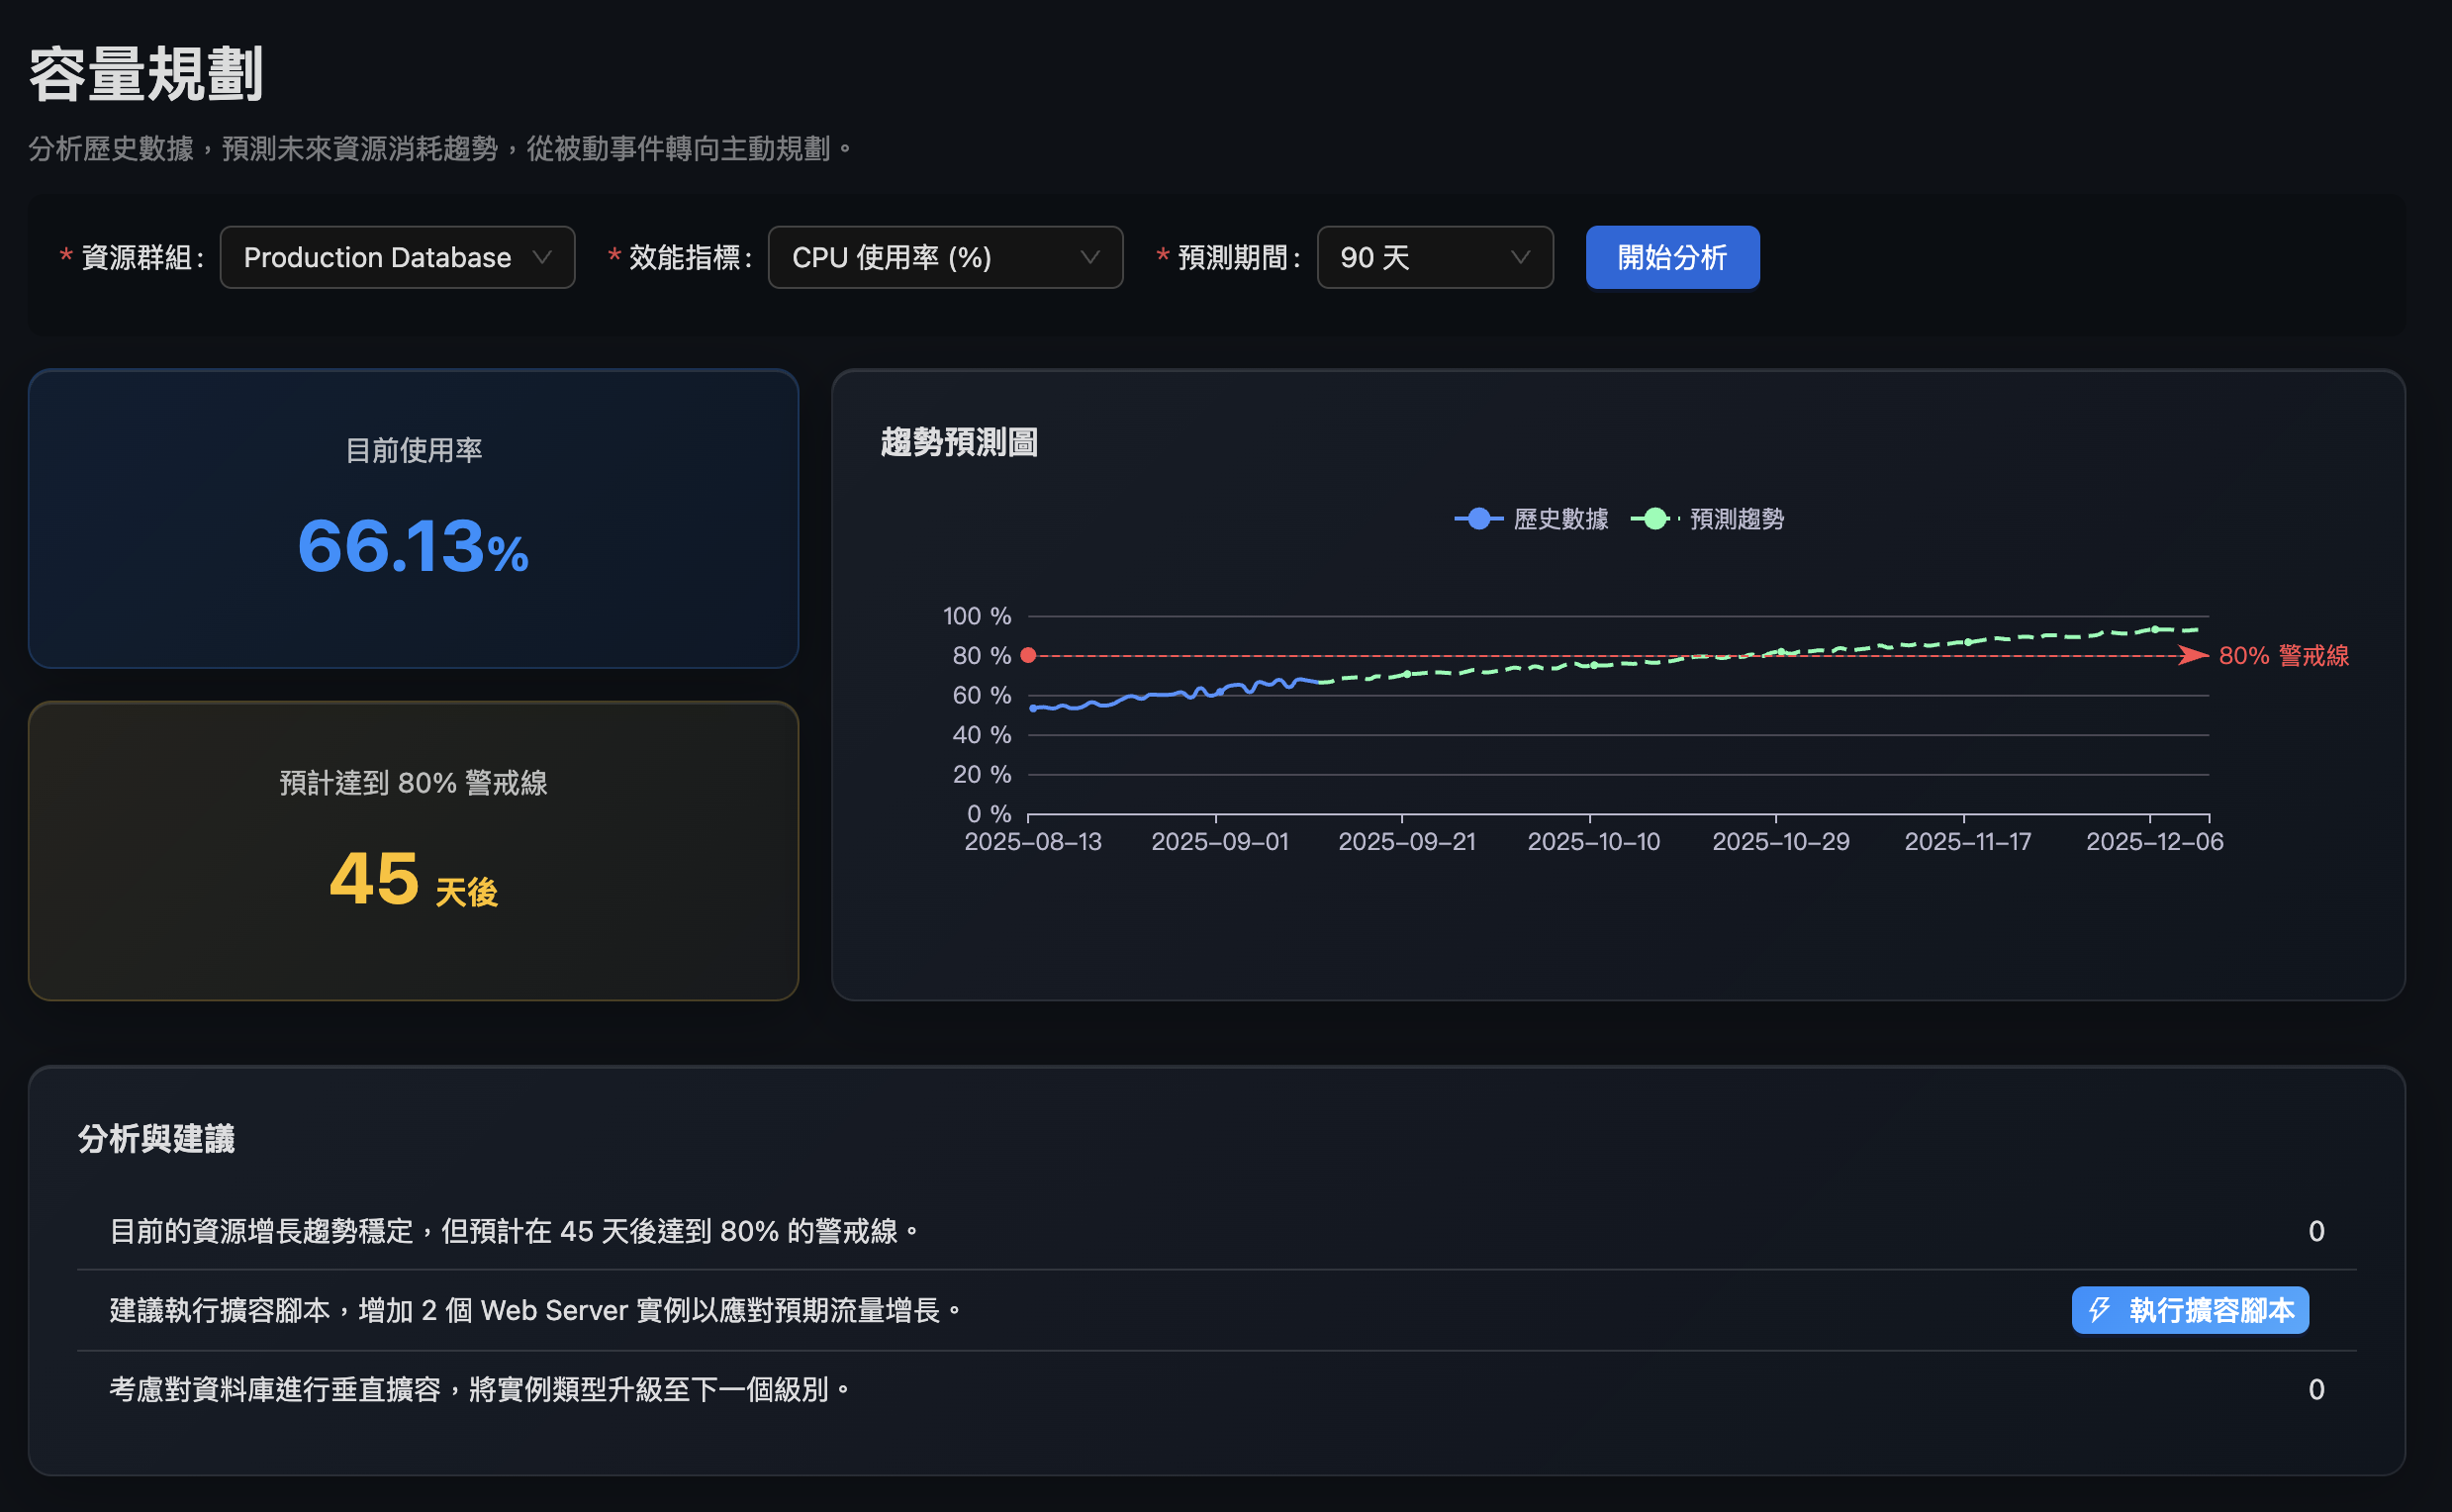 容量規劃
分析歷史數據，預測未來資源消耗趨勢，從被動事件轉向主動規劃。
* 資源群組: Production Database * 效能指標: CPU 使用率 (%) * 預測期間: 90 天 開始分析
目前使用率
66.13%
預計達到 80% 警戒線
45 天後
趨勢預測圖
歷史數據 預測趨勢
100 %
80 %
80% 警戒線
60 %
40 %
20 %
0 %
2025-08-13 2025-09-01 2025-09-21 2025-10-10 2025-10-29 2025-11-17 2025-12-06
分析與建議
目前的資源增長趨勢穩定，但預計在 45 天後達到 80% 的警戒線。 0
建議執行擴容腳本，增加 2 個 Web Server 實例以應對預期流量增長。 執行擴容腳本
考慮對資料庫進行垂直擴容，將實例類型升級至下一個級別。 0